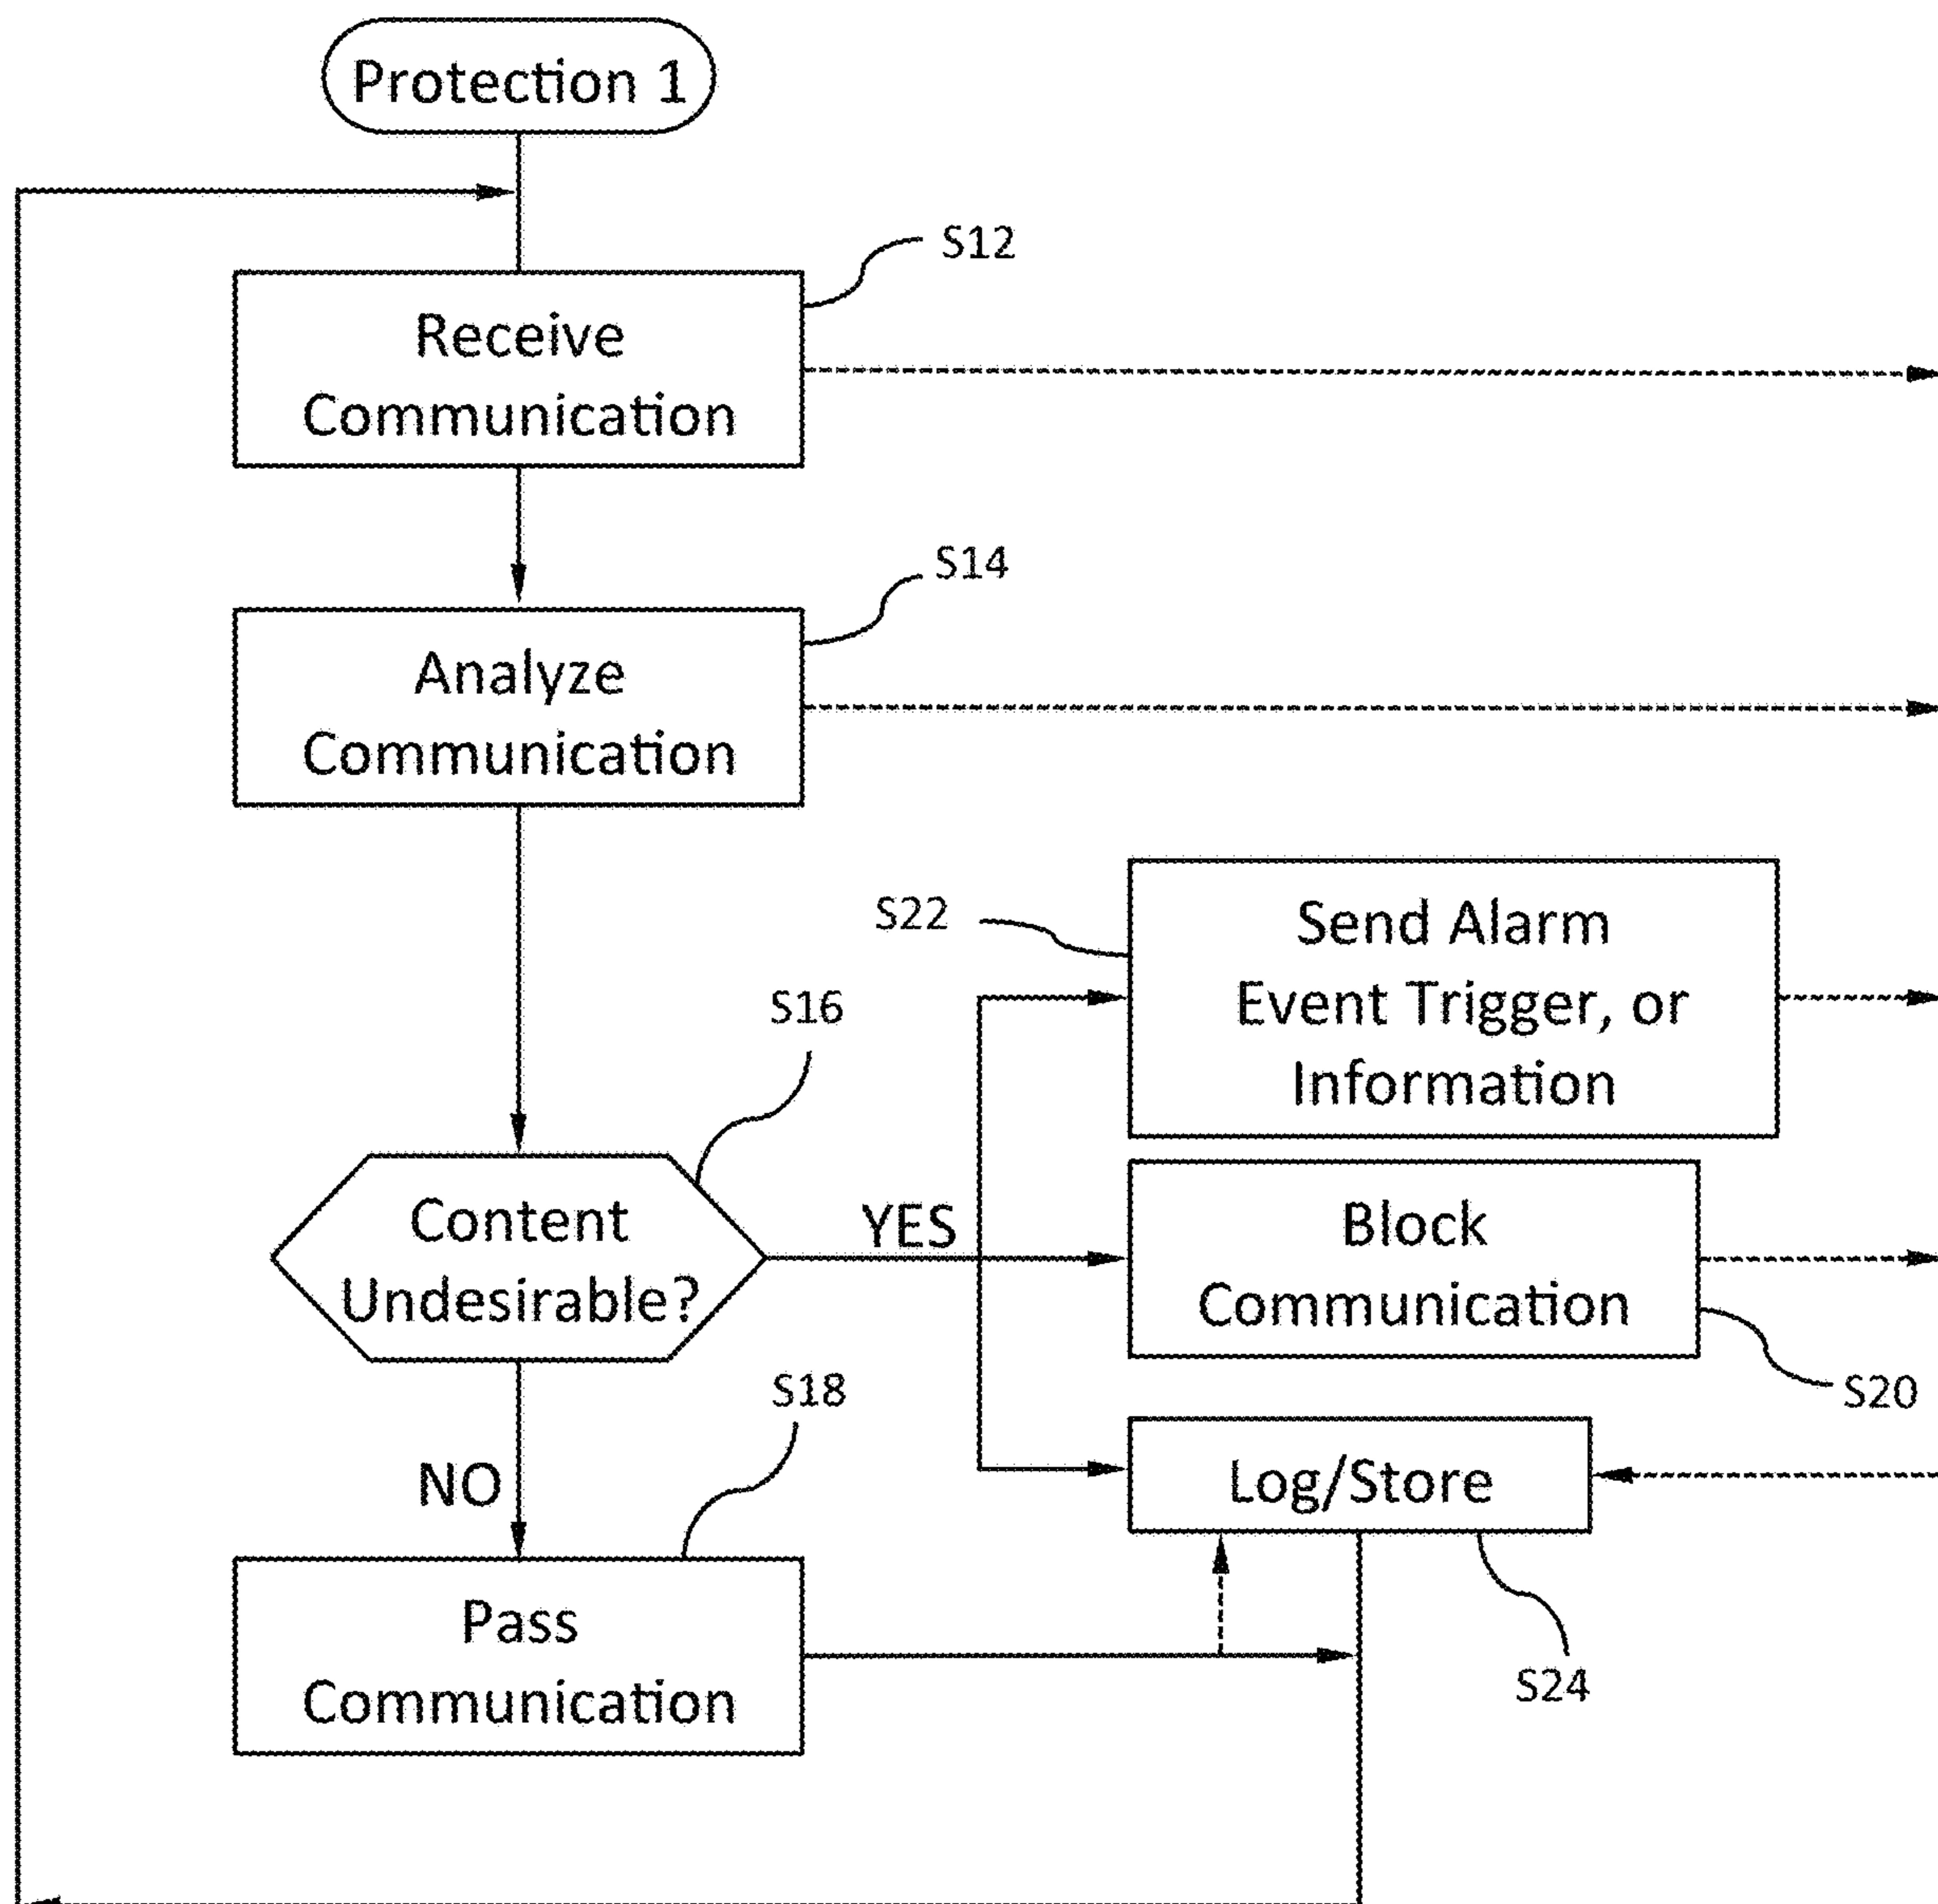 Protection 1
S12
Receive
Communication
S14
Analyze
Communication
S22
Send Alarm
Event Trigger, or
Information
S16
Content
Undesirable?
YES
Block
Communication
S20
S18
NO
Log/Store
Pass
Communication
S24